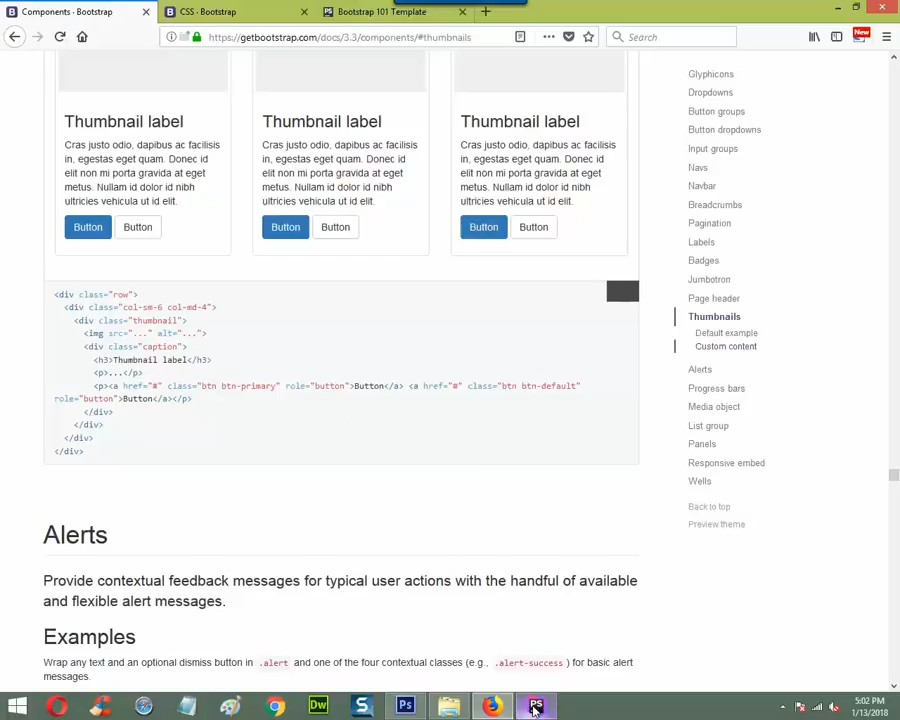 Components · Bootstrap
CSS · Bootstrap
Bootstrap 101 Template
https://getbootstrap.com/docs/3.3/components/#thumbnails
Search
New
Thumbnail label
Cras justo odio, dapibus ac facilisis
in, egestas eget quam. Donec id
elit non mi porta gravida at eget
metus. Nullam id dolor id nibh
ultricies vehicula ut id elit.
Button Button
Thumbnail label
Cras justo odio, dapibus ac facilisis
in, egestas eget quam. Donec id
elit non mi porta gravida at eget
metus. Nullam id dolor id nibh
ultricies vehicula ut id elit.
Button Button
Thumbnail label
Cras justo odio, dapibus ac facilisis
in, egestas eget quam. Donec id
elit non mi porta gravida at eget
metus. Nullam id dolor id nibh
ultricies vehicula ut id elit.
Button Button
<div class="row">
<div class="col-sm-6 col-md-4">
<div class="thumbnail">
<img src="..." alt="...">
<div class="caption">
<h3>Thumbnail label</h3>
<p>...</p>
<p><a href="#" class="btn btn-primary" role="button">Button</a> <a href="#" class="btn btn-default"
role="button">Button</a></p>
</div>
</div>
</div>
</div>
Alerts
Provide contextual feedback messages for typical user actions with the handful of available
and flexible alert messages.
Examples
Wrap any text and an optional dismiss button in .alert and one of the four contextual classes (e.g., .alert-success ) for basic alert
messages.
Glyphicons
Dropdowns
Button groups
Button dropdowns
Input groups
Navs
Navbar
Breadcrumbs
Pagination
Labels
Badges
Jumbotron
Page header
Thumbnails
Default example
Custom content
Alerts
Progress bars
Media object
List group
Panels
Responsive embed
Wells
Back to top
Preview theme
Dw
S
Ps
PS
5:02 PM
1/13/2018